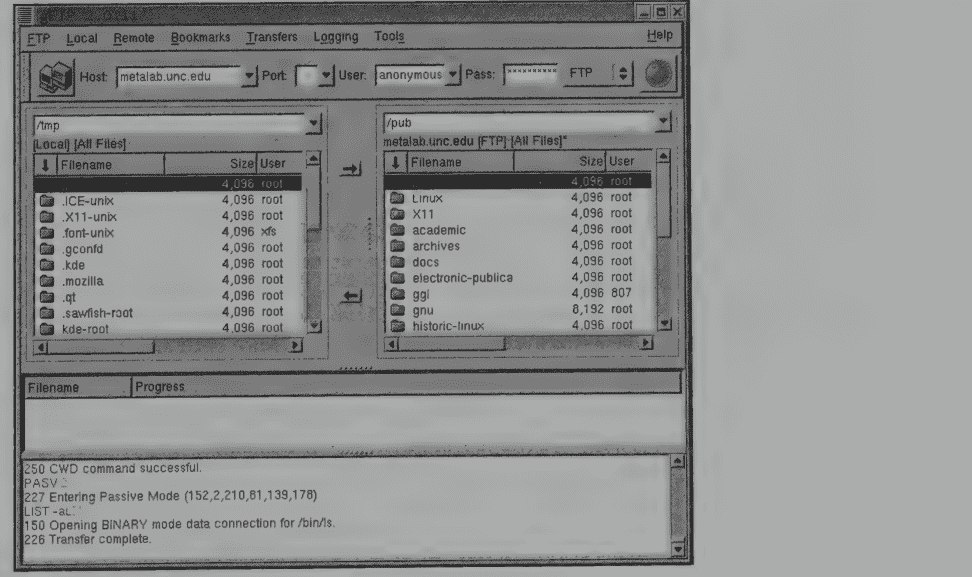 gFTP 2.0.7b
FTP Local Remote Bookmarks Transfers Logging Tools Help
Host: metalab.unc.edu Port: User: anonymous Pass: ********** FTP
/tmp
[Local] [All Files]
Filename Size User
4,096 root
.ICE-unix 4,096 root
.X11-unix 4,096 root
.font-unix 4,096 xfs
.gconfd 4,096 root
.kde 4,096 root
.mozilla 4,096 root
.qt 4,096 root
.sawfish-root 4,096 root
kde-root 4,096 root
/pub
metalab.unc.edu [FTP] [All Files]*
Filename Size User
4,096 root
Linux 4,096 root
X11 4,096 root
academic 4,096 root
archives 4,096 root
docs 4,096 root
electronic-publica 4,096 root
ggi 4,096 807
gnu 8,192 root
historic-linux 4,096 root
Filename Progress
250 CWD command successful.
PASV
227 Entering Passive Mode (152,2,210,81,139,178)
LIST -aL
150 Opening BINARY mode data connection for /bin/ls.
226 Transfer complete.